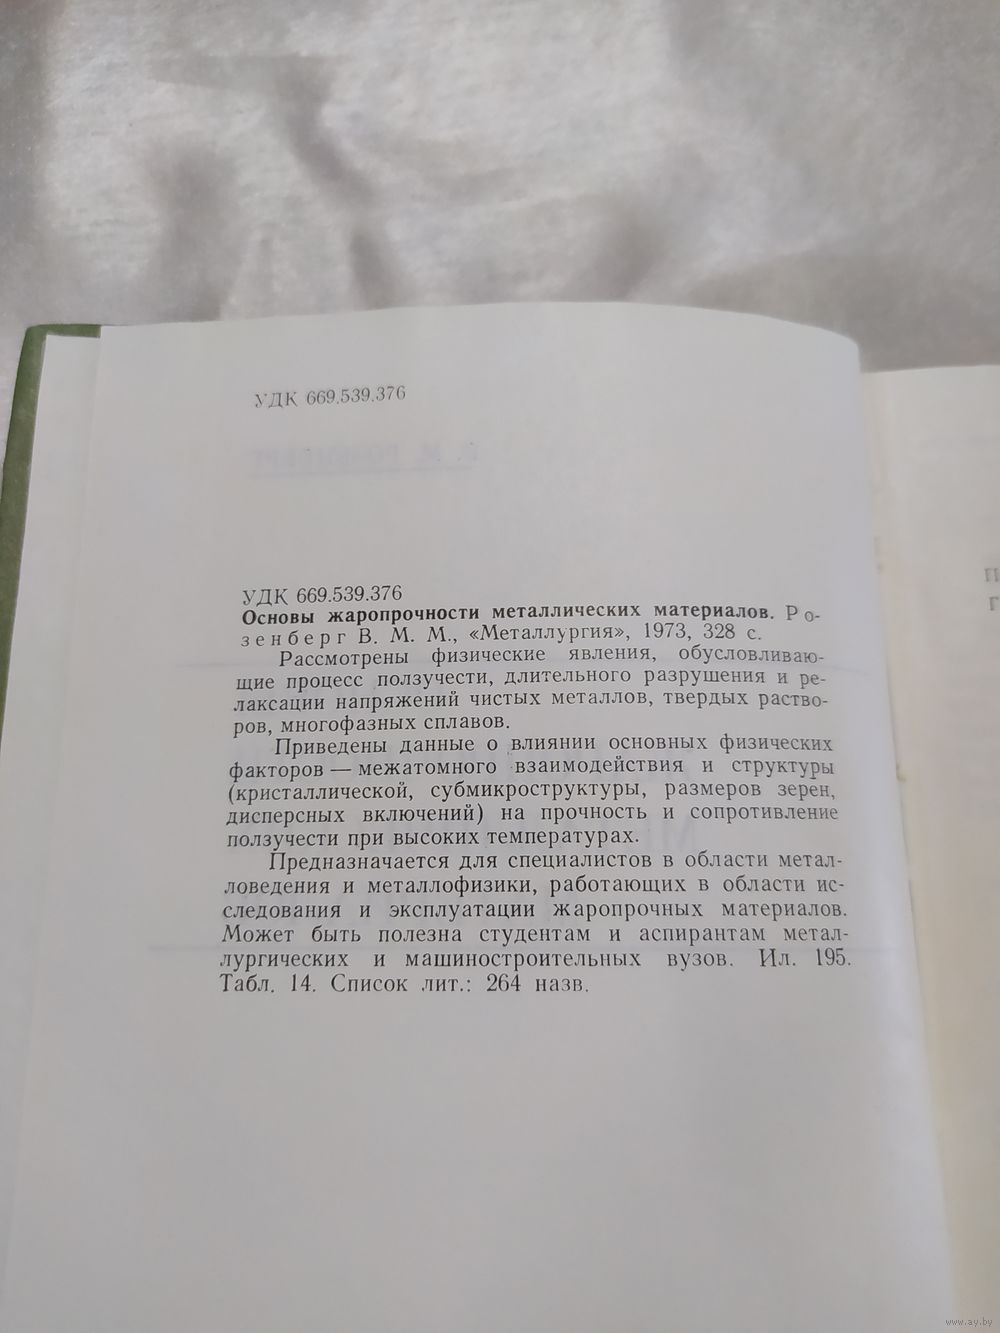 УДК 669.539.376
УДК 669.539.376
Основы жаропрочности металлических материалов. Ро-
зенберг В. М. М., «Металлургия», 1973, 328 с.
Рассмотрены физические явления, обусловливаю-
щие процесс ползучести, длительного разрушения и ре-
лаксации напряжений чистых металлов, твердых раство-
ров, многофазных сплавов.
Приведены данные о влиянии основных физических
факторов — межатомного взаимодействия и структуры
(кристаллической, субмикроструктуры, размеров зерен,
дисперсных включений) на прочность и сопротивление
ползучести при высоких температурах.
Предназначается для специалистов в области метал-
ловедения и металлофизики, работающих в области ис-
следования и эксплуатации жаропрочных материалов.
Может быть полезна студентам и аспирантам метал-
лургических и машиностроительных вузов. Ил. 195.
Табл. 14. Список лит.: 264 назв.
www.ay.by